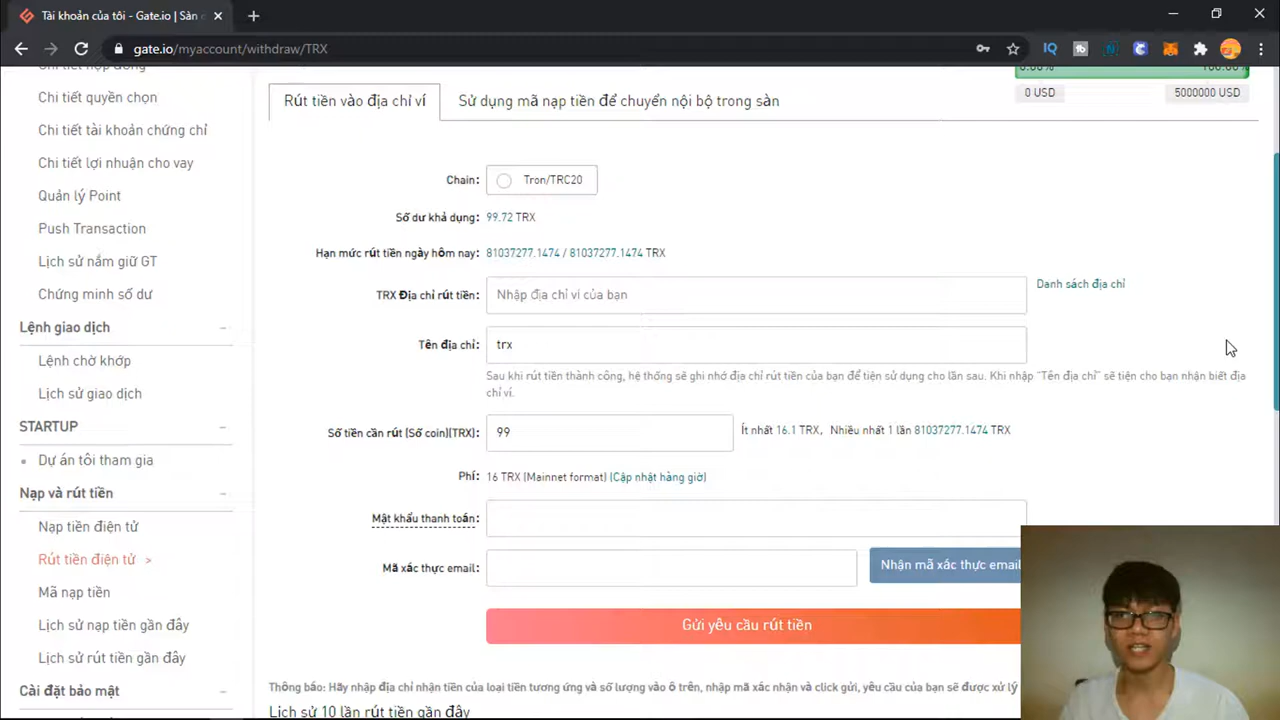 Tài khoản của tôi - Gate.io | Sàn
gate.io/myaccount/withdraw/TRX
Chi tiết hợp đồng
Chi tiết quyền chọn
Chi tiết tài khoản chứng chỉ
Chi tiết lợi nhuận cho vay
Quản lý Point
Push Transaction
Lịch sử nắm giữ GT
Chứng minh số dư
Lệnh giao dịch
Lệnh chờ khớp
Lịch sử giao dịch
STARTUP
Dự án tôi tham gia
Nạp và rút tiền
Nạp tiền điện tử
Rút tiền điện tử >
Mã nạp tiền
Lịch sử nạp tiền gần đây
Lịch sử rút tiền gần đây
Cài đặt bảo mật
0.00% 100.00%
0 USD 5000000 USD
Rút tiền vào địa chỉ ví
Sử dụng mã nạp tiền để chuyển nội bộ trong sàn
Chain: Tron/TRC20
Số dư khả dụng: 99.72 TRX
Hạn mức rút tiền ngày hôm nay: 81037277.1474 / 81037277.1474 TRX
TRX Địa chỉ rút tiền: Nhập địa chỉ ví của bạn Danh sách địa chỉ
Tên địa chỉ: trx
Sau khi rút tiền thành công, hệ thống sẽ ghi nhớ địa chỉ rút tiền của bạn để tiện sử dụng cho lần sau. Khi nhập "Tên địa chỉ" sẽ tiện cho bạn nhận biết địa
chỉ ví.
Số tiền cần rút (Số coin)(TRX): 99 Ít nhất 16.1 TRX, Nhiều nhất 1 lần 81037277.1474 TRX
Phí: 16 TRX (Mainnet format) (Cập nhật hàng giờ)
Mật khẩu thanh toán:
Mã xác thực email: Nhận mã xác thực email
Gửi yêu cầu rút tiền
Thông báo: Hãy nhập địa chỉ nhận tiền của loại tiền tương ứng và số lượng vào ô trên, nhập mã xác nhận và click gửi, yêu cầu của bạn sẽ được xử lý
Lịch sử 10 lần rút tiền gần đây